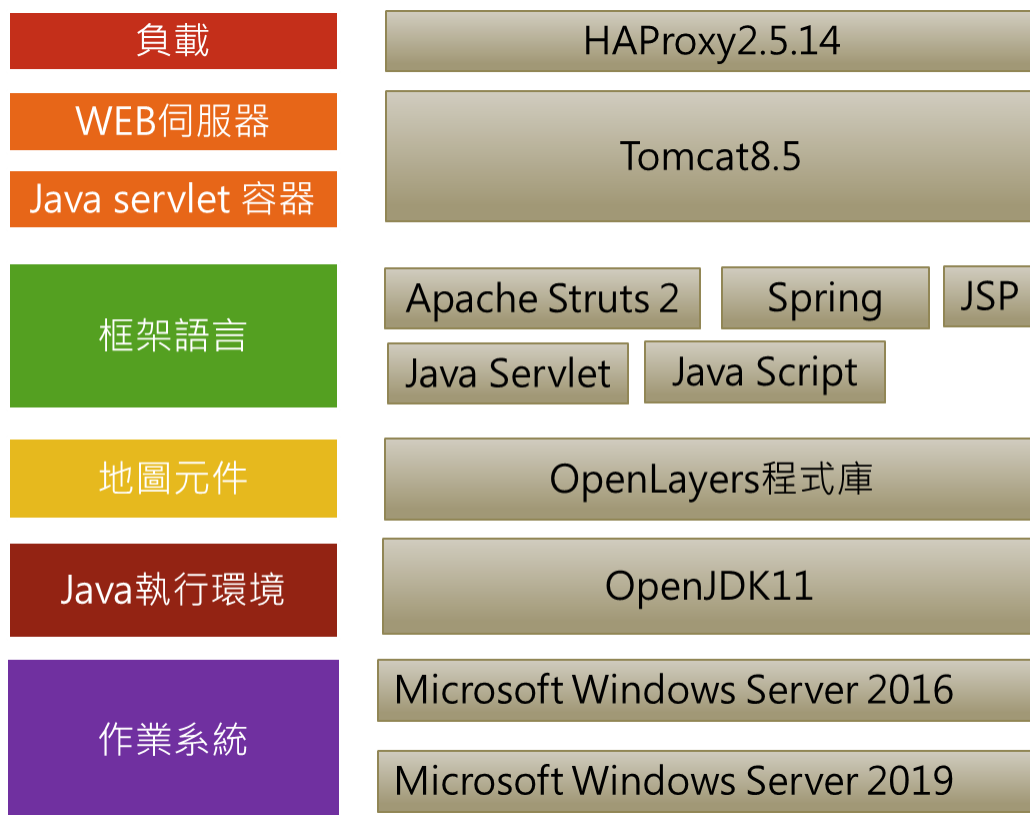 負載
HAProxy2.5.14
WEB伺服器
Tomcat8.5
Java servlet 容器
框架語言
Apache Struts 2
Spring
JSP
Java Servlet
Java Script
地圖元件
OpenLayers程式庫
Java執行環境
OpenJDK11
作業系統
Microsoft Windows Server 2016
Microsoft Windows Server 2019